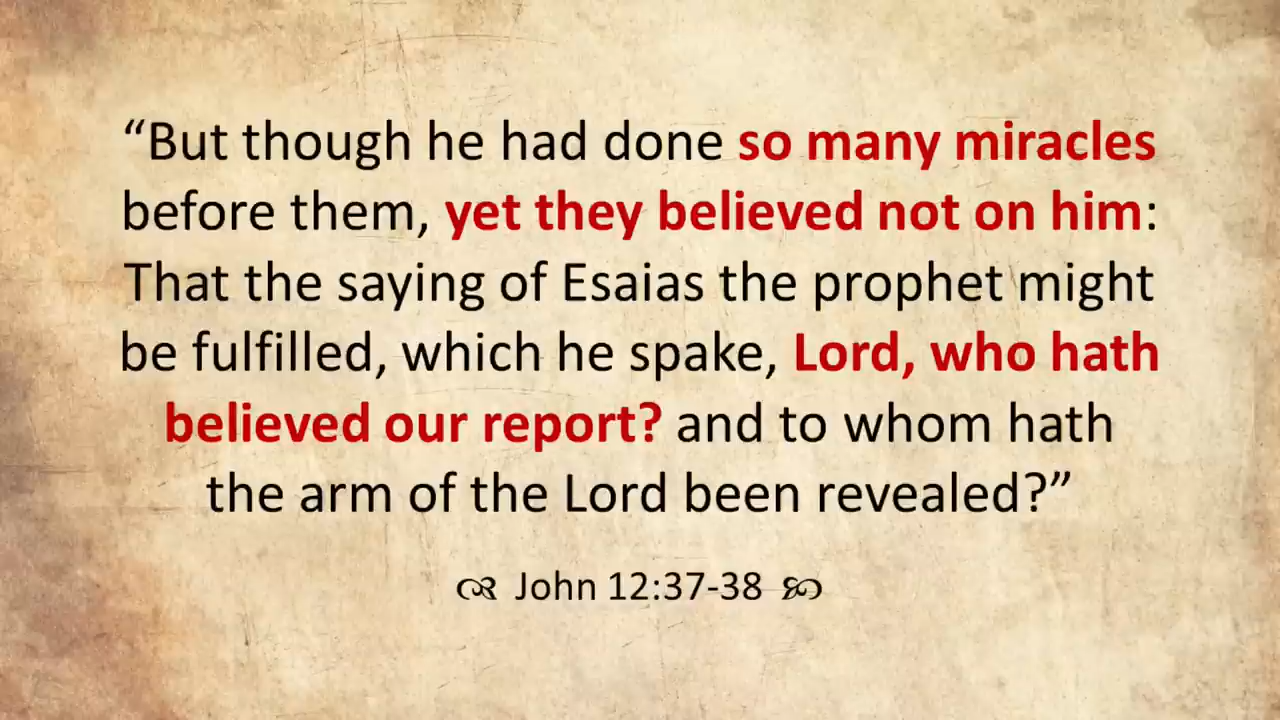 “But though he had done so many miracles
before them, yet they believed not on him:
That the saying of Esaias the prophet might
be fulfilled, which he spake, Lord, who hath
believed our report? and to whom hath
the arm of the Lord been revealed?”
John 12:37-38